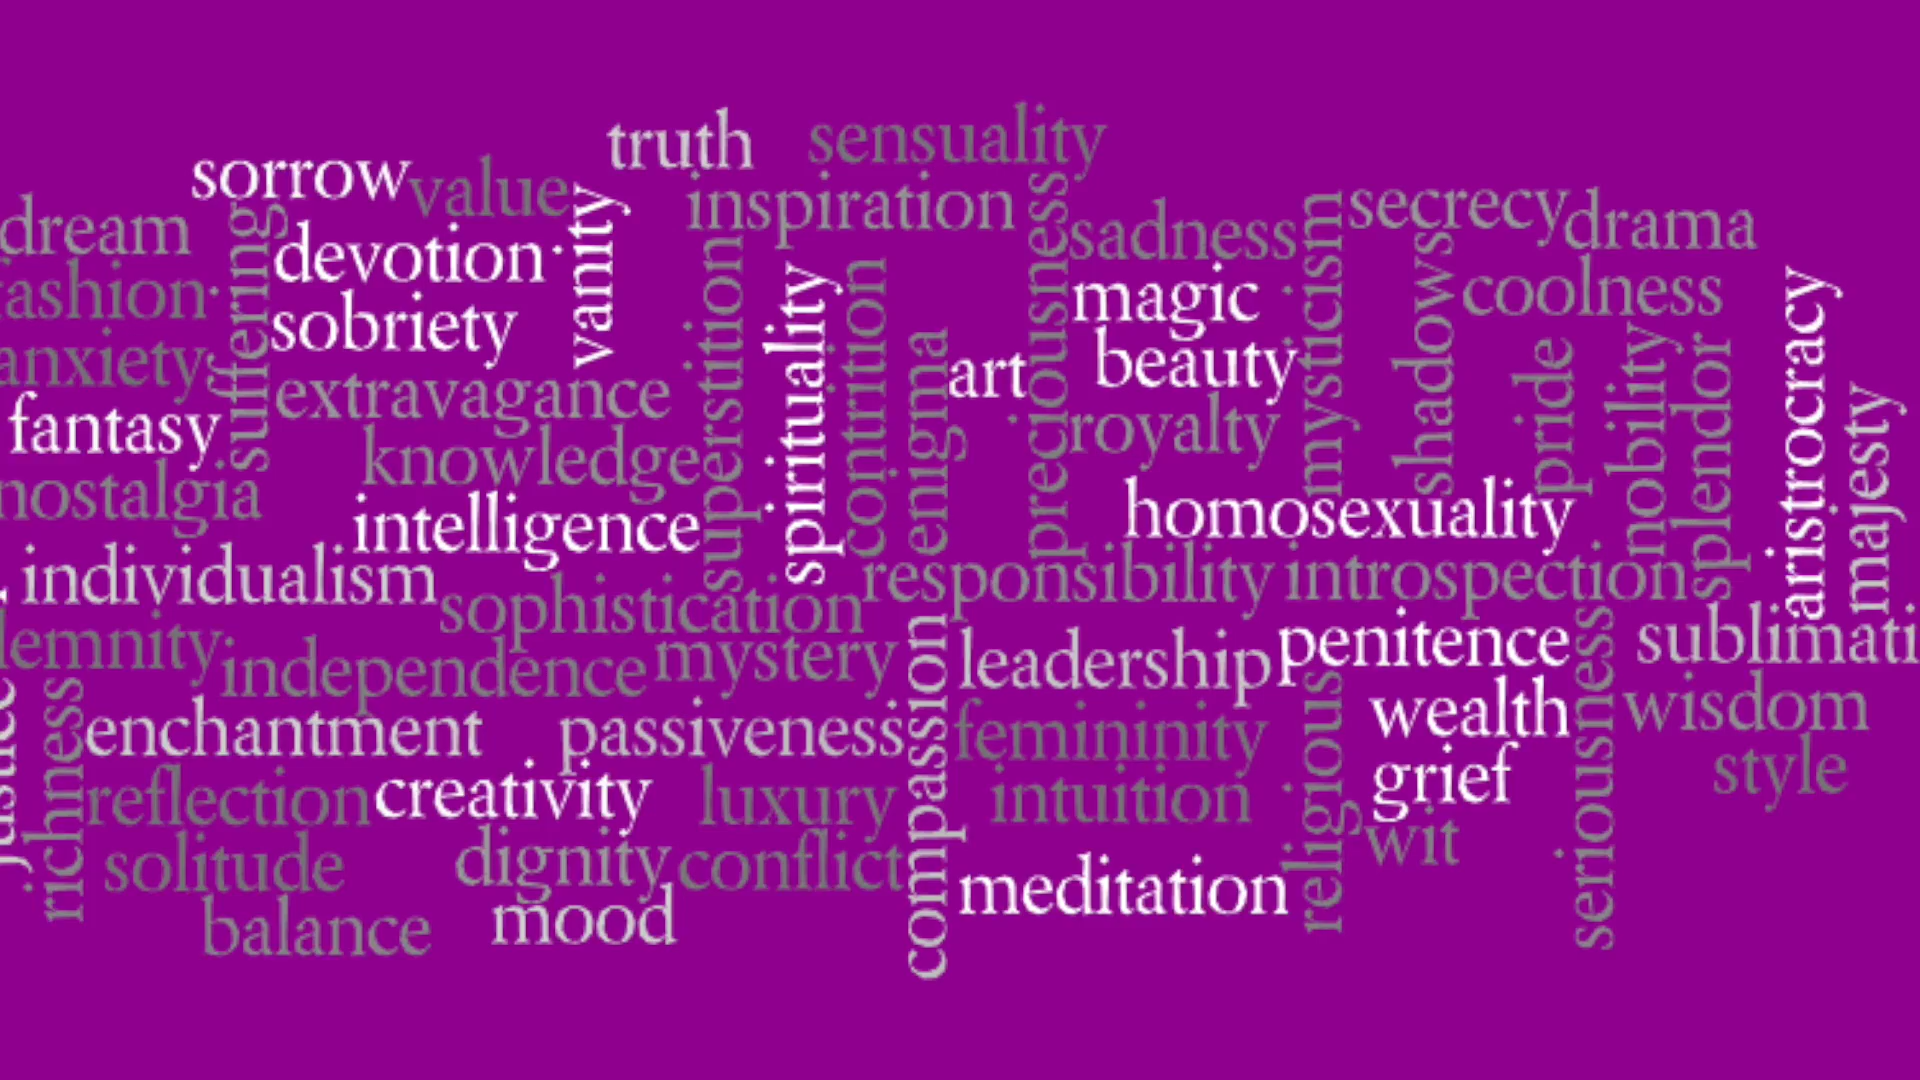 truth
sensuality
sorrow
value
vanity
inspiration
dream
suffering
devotion
preciousness
sadness
mysticism
secrecy
drama
ashion
sobriety
superstition
spirituality
contrition
magic
shadows
coolness
aristrocracy
anxiety
extravagance
enigma
art
beauty
pride
nobility
splendor
majesty
fantasy
knowledge
royalty
nostalgia
intelligence
homosexuality
individualism
sophistication
responsibility
introspection
lemnity
independence
mystery
compassion
leadership
penitence
seriousness
sublimati
richness
enchantment
passiveness
femininity
religious
wealth
wisdom
reflection
creativity
luxury
intuition
grief
style
solitude
dignity
conflict
wit
balance
mood
meditation